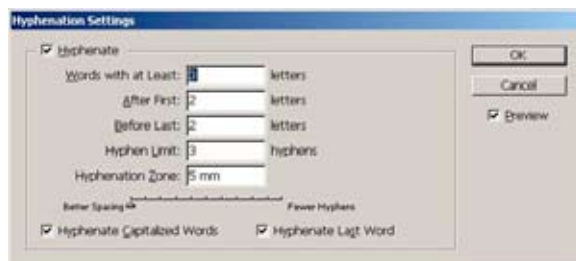 Hyphenation Settings
Hyphenate
OK
Words with at Least: letters
Cancel
After First: 2 letters
Preview
Before Last: 2 letters
Hyphen Limit: 3 hyphens
Hyphenation Zone: 5 mm
Better Spacing Fewer Hyphens
Hyphenate Capitalized Words Hyphenate Last Word